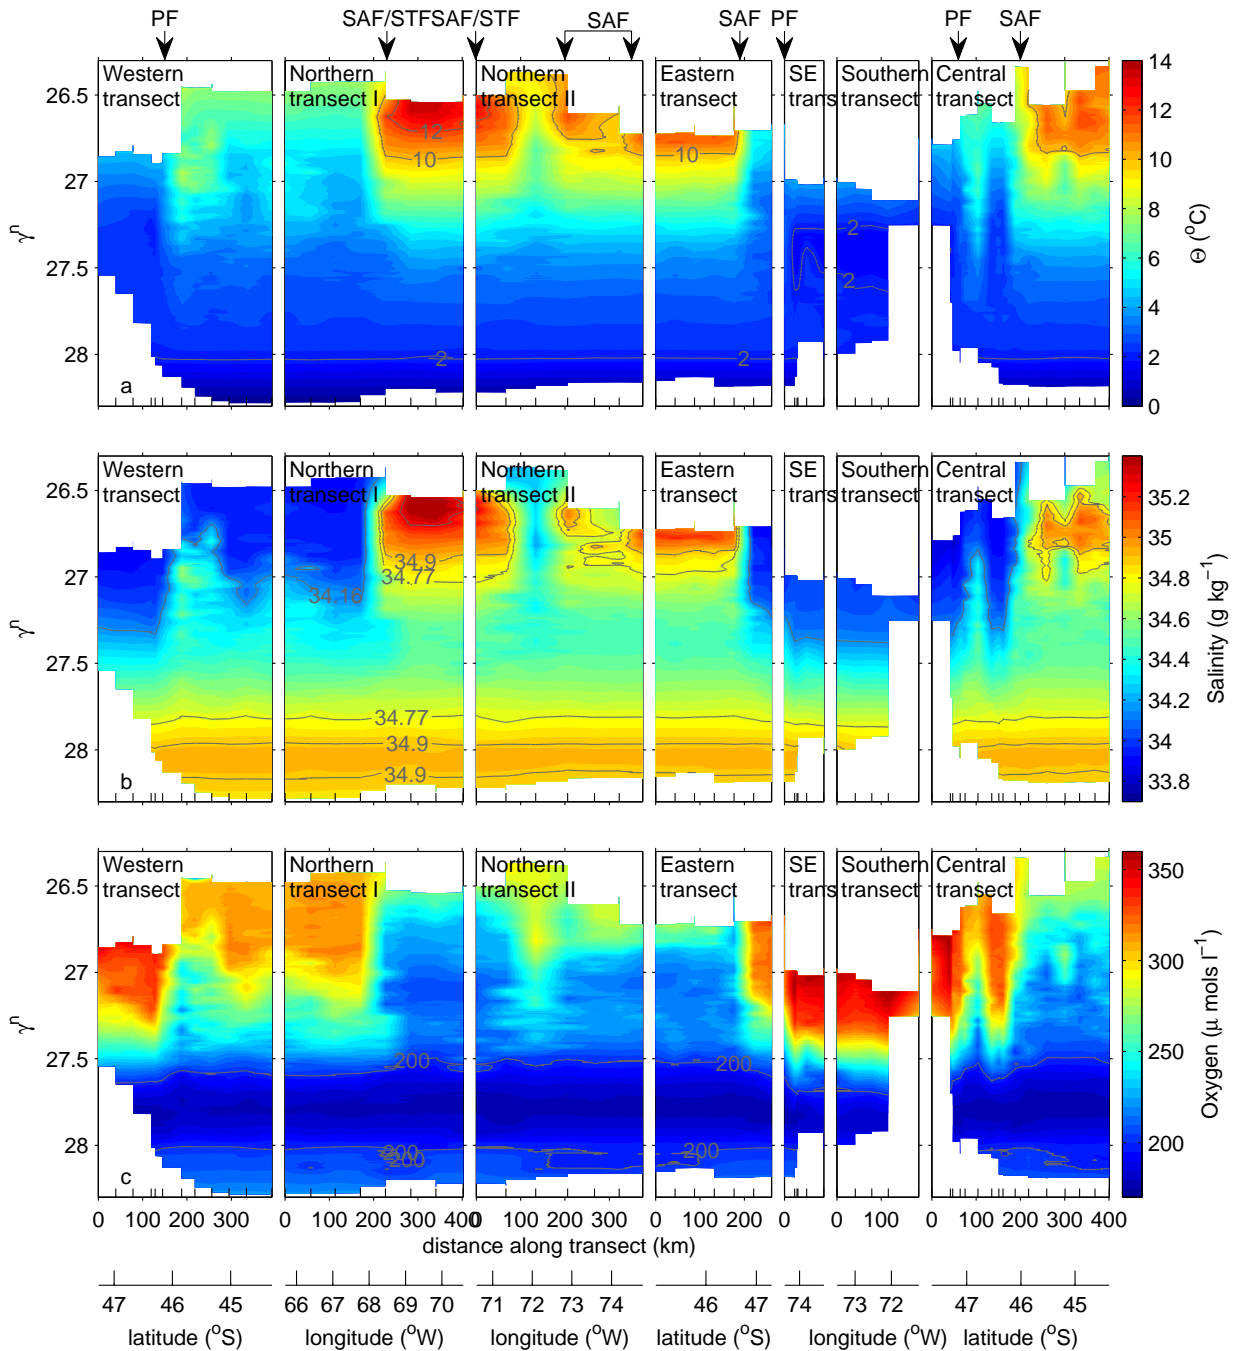 PF SAF/STF SAF/STF SAF SAF PF PF SAF
Western transect
Northern transect I
Northern transect II
Eastern transect
SE trans
Southern transect
Central transect
26.5
27
27.5
28
γⁿ
12
10
10
2
2
2
2
a
14
12
10
8
6
4
2
0
Θ (°C)
Western transect
Northern transect I
Northern transect II
Eastern transect
SE trans
Southern transect
Central transect
26.5
27
27.5
28
γⁿ
34.9
34.77
34.16
34.77
34.9
34.9
b
35.2
35
34.8
34.6
34.4
34.2
34
33.8
Salinity (g kg⁻¹)
Western transect
Northern transect I
Northern transect II
Eastern transect
SE trans
Southern transect
Central transect
26.5
27
27.5
28
γⁿ
200
200
200
200
200
c
350
300
250
200
Oxygen (μ mols l⁻¹)
0 100 200 300 0 100 200 300 400 0 100 200 300 0 200 0 0 100 0 100 200 300 400
distance along transect (km)
47 46 45 66 67 68 69 70 71 72 73 74 46 47 74 73 72 47 46 45
latitude (°S) longitude (°W) longitude (°W) latitude (°S) longitude (°W) latitude (°S)